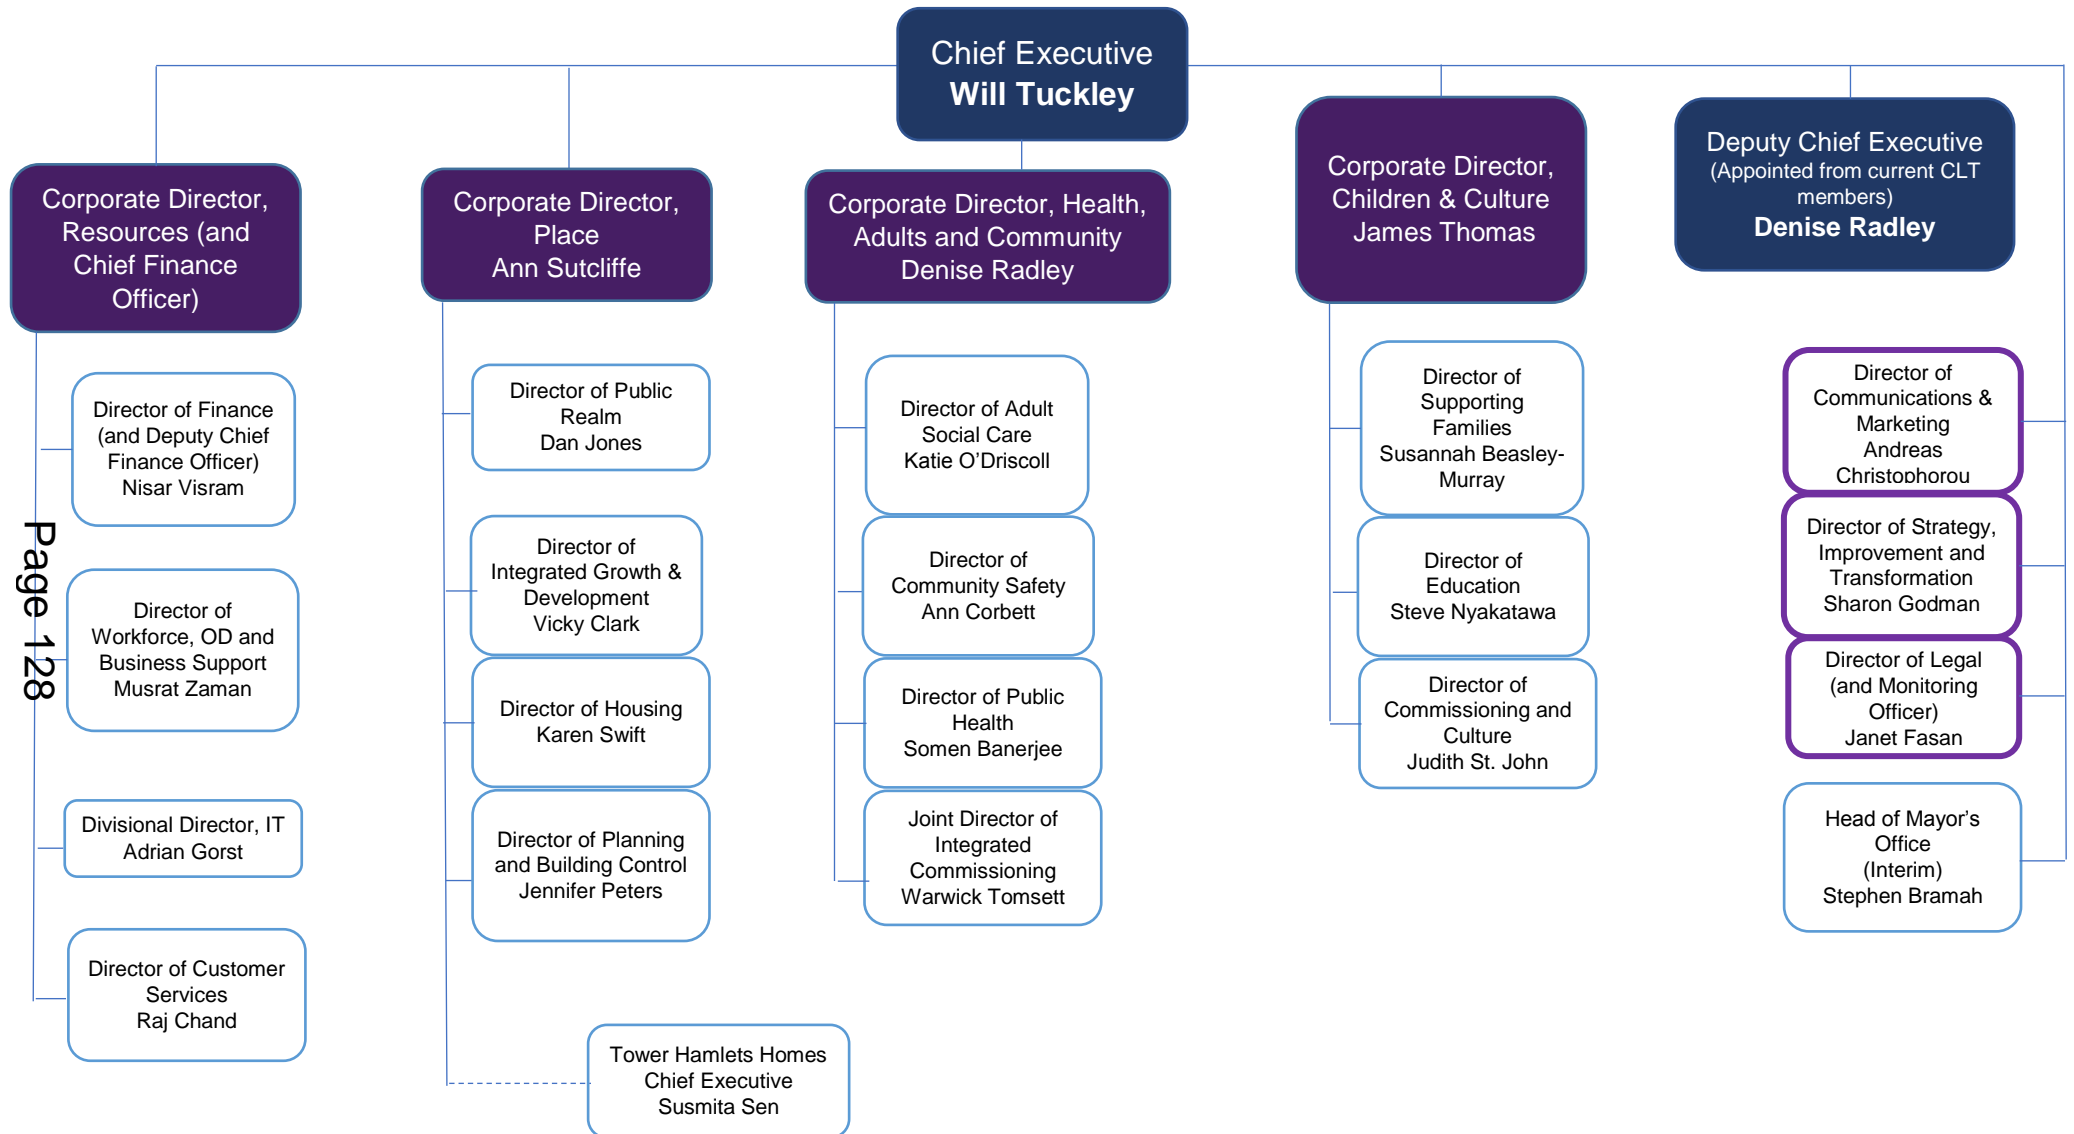 Chief Executive
Will Tuckley
Corporate Director,
Resources (and
Chief Finance
Officer)
Director of Finance
(and Deputy Chief
Finance Officer)
Nisar Visram
Director of
Workforce, OD and
Business Support
Musrat Zaman
Divisional Director, IT
Adrian Gorst
Director of Customer
Services
Raj Chand
Corporate Director,
Place
Ann Sutcliffe
Director of Public
Realm
Dan Jones
Director of
Integrated Growth &
Development
Vicky Clark
Director of Housing
Karen Swift
Director of Planning
and Building Control
Jennifer Peters
Tower Hamlets Homes
Chief Executive
Susmita Sen
Corporate Director, Health,
Adults and Community
Denise Radley
Director of Adult
Social Care
Katie O’Driscoll
Director of
Community Safety
Ann Corbett
Director of Public
Health
Somen Banerjee
Joint Director of
Integrated
Commissioning
Warwick Tomsett
Corporate Director,
Children & Culture
James Thomas
Director of
Supporting
Families
Susannah Beasley-
Murray
Director of
Education
Steve Nyakatawa
Director of
Commissioning and
Culture
Judith St. John
Deputy Chief Executive
(Appointed from current CLT
members)
Denise Radley
Director of
Communications &
Marketing
Andreas
Christophorou
Director of Strategy,
Improvement and
Transformation
Sharon Godman
Director of Legal
(and Monitoring
Officer)
Janet Fasan
Head of Mayor’s
Office
(Interim)
Stephen Bramah
Page 128